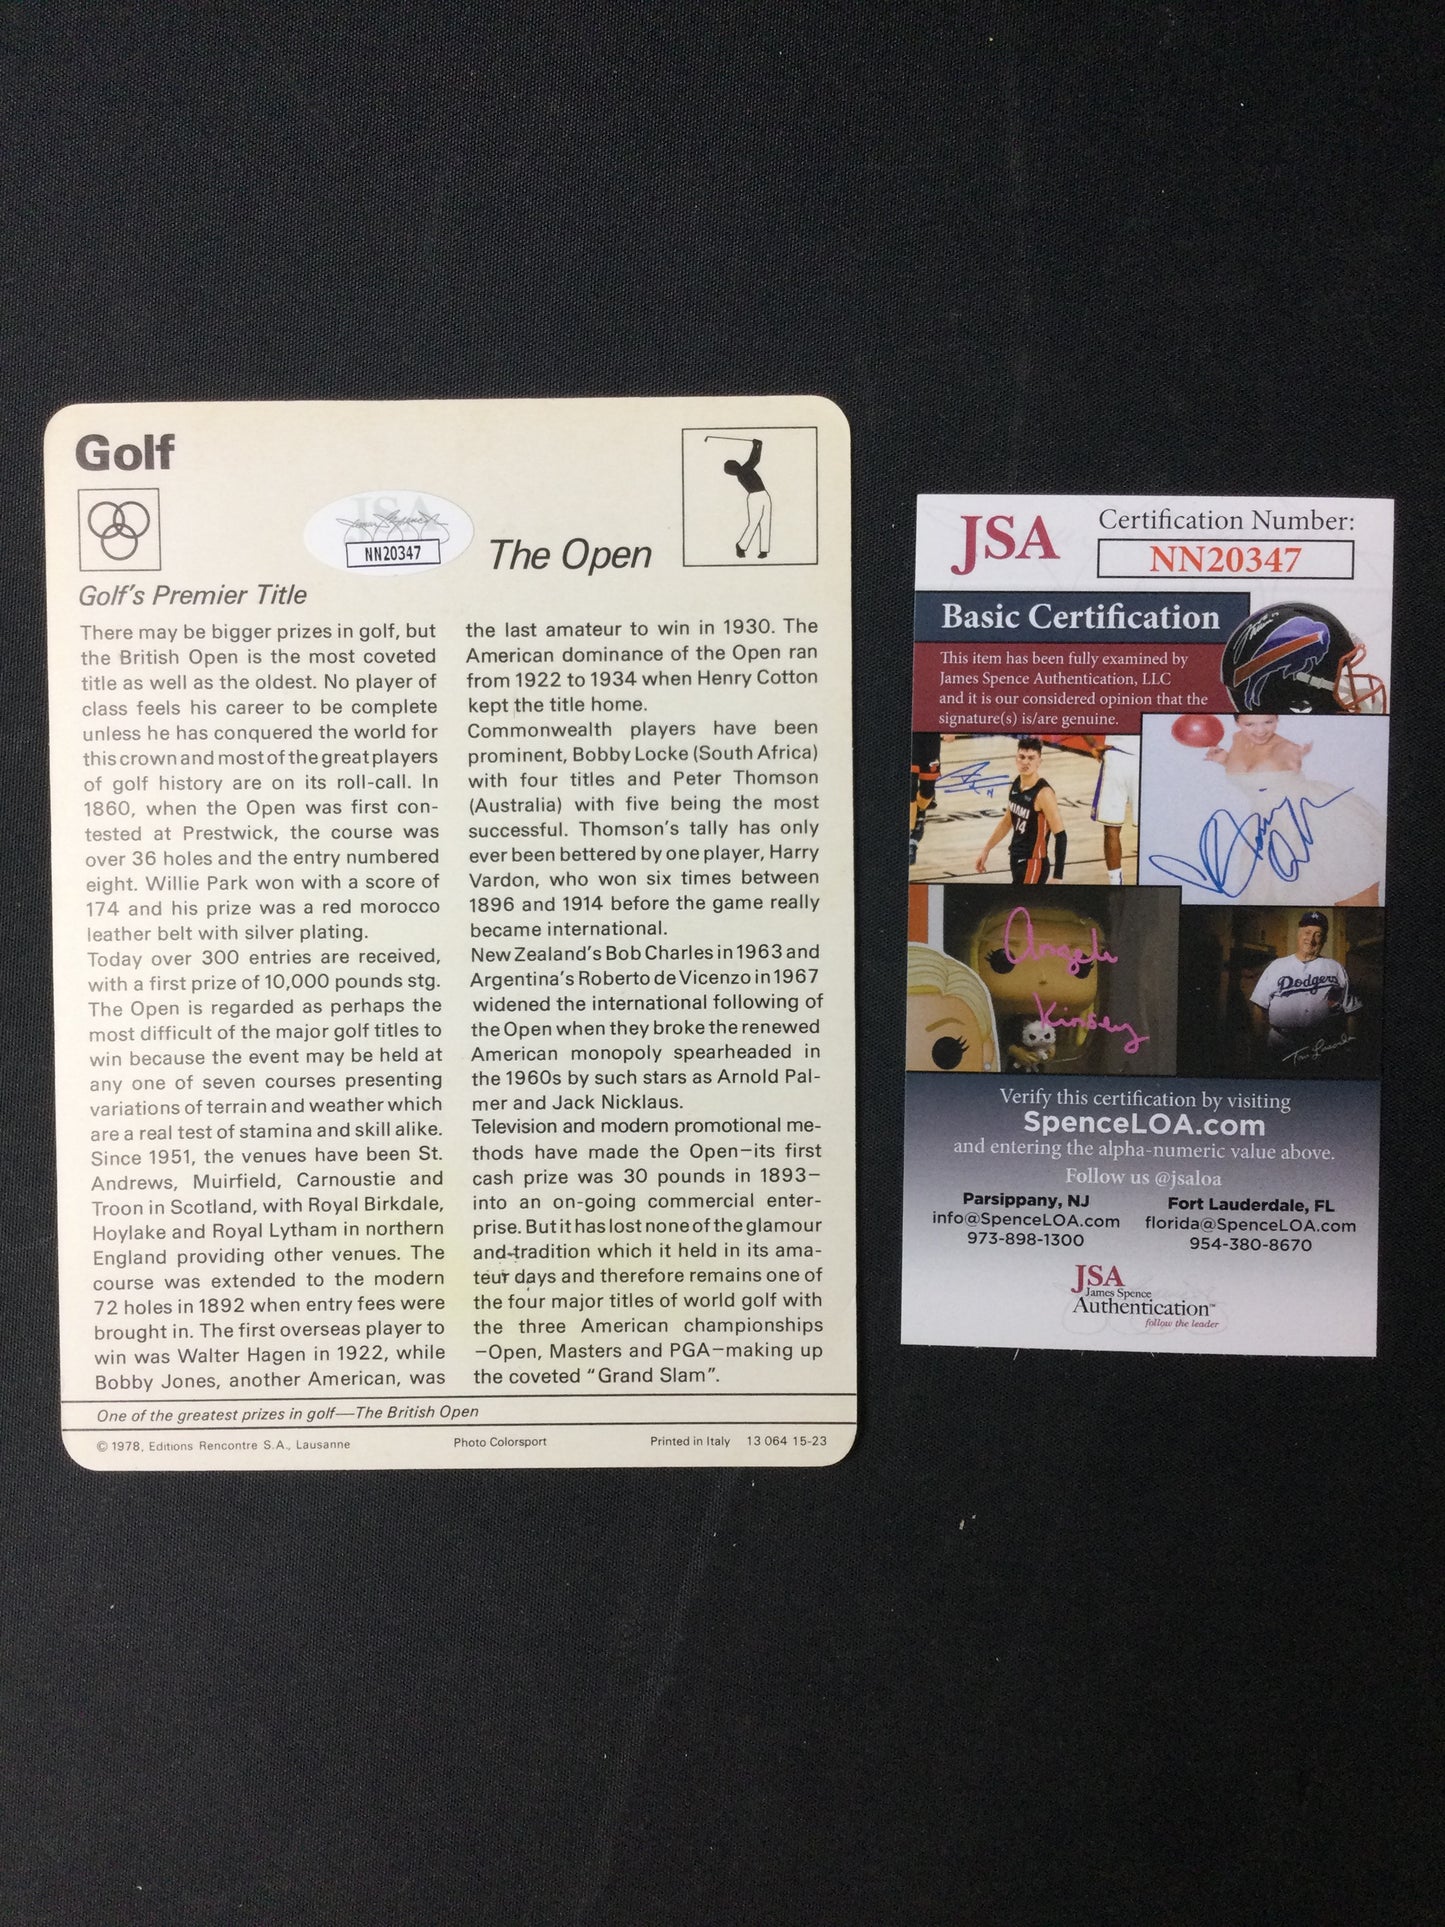 Golf
JSA
NN20347
The Open
Golf's Premier Title
There may be bigger prizes in golf, but
the British Open is the most coveted
title as well as the oldest. No player of
class feels his career to be complete
unless he has conquered the world for
this crown and most of the great players
of golf history are on its roll-call. In
1860, when the Open was first con-
tested at Prestwick, the course was
over 36 holes and the entry numbered
eight. Willie Park won with a score of
174 and his prize was a red morocco
leather belt with silver plating.
Today over 300 entries are received,
with a first prize of 10,000 pounds stg.
The Open is regarded as perhaps the
most difficult of the major golf titles to
win because the event may be held at
any one of seven courses presenting
variations of terrain and weather which
are a real test of stamina and skill alike.
Since 1951, the venues have been St.
Andrews, Muirfield, Carnoustie and
Troon in Scotland, with Royal Birkdale,
Hoylake and Royal Lytham in northern
England providing other venues. The
course was extended to the modern
72 holes in 1892 when entry fees were
brought in. The first overseas player to
win was Walter Hagen in 1922, while
Bobby Jones, another American, was
the last amateur to win in 1930. The
American dominance of the Open ran
from 1922 to 1934 when Henry Cotton
kept the title home.
Commonwealth players have been
prominent, Bobby Locke (South Africa)
with four titles and Peter Thomson
(Australia) with five being the most
successful. Thomson's tally has only
ever been bettered by one player, Harry
Vardon, who won six times between
1896 and 1914 before the game really
became international.
New Zealand's Bob Charles in 1963 and
Argentina's Roberto de Vicenzo in 1967
widened the international following of
the Open when they broke the renewed
American monopoly spearheaded in
the 1960s by such stars as Arnold Pal-
mer and Jack Nicklaus.
Television and modern promotional me-
thods have made the Open—its first
cash prize was 30 pounds in 1893—
into an on-going commercial enter-
prise. But it has lost none of the glamour
and tradition which it held in its ama-
teur days and therefore remains one of
the four major titles of world golf with
the three American championships
—Open, Masters and PGA—making up
the coveted "Grand Slam".
One of the greatest prizes in golf—The British Open
© 1978, Editions Rencontre S.A., Lausanne Photo Colorsport Printed in Italy 13 064 15-23
JSA
Certification Number:
NN20347
Basic Certification
This item has been fully examined by
James Spence Authentication, LLC
and it is our considered opinion that the
signature(s) is/are genuine.
MIAMI
14
Angela
Kinsey
Dodgers
Verify this certification by visiting
SpenceLOA.com
and entering the alpha-numeric value above.
Follow us @jsaloa
Parsippany, NJ
info@SpenceLOA.com
973-898-1300
Fort Lauderdale, FL
florida@SpenceLOA.com
954-380-8670
JSA
James Spence
Authentication™
follow the leader